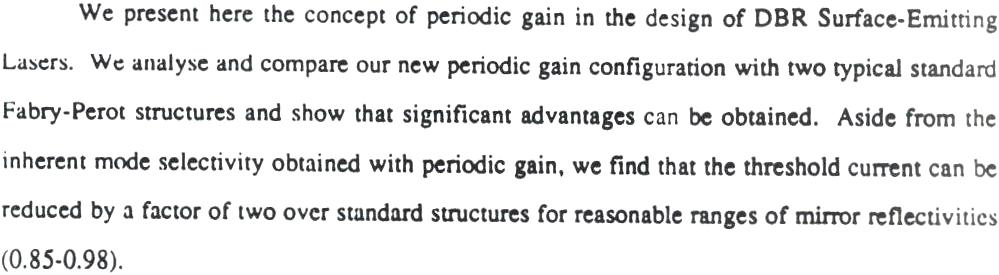 We present here the concept of periodic gain in the design of DBR Surface-Emitting
Lasers. We analyse and compare our new periodic gain configuration with two typical standard
Fabry-Perot structures and show that significant advantages can be obtained. Aside from the
inherent mode selectivity obtained with periodic gain, we find that the threshold current can be
reduced by a factor of two over standard structures for reasonable ranges of mirror reflectivities
(0.85-0.98).